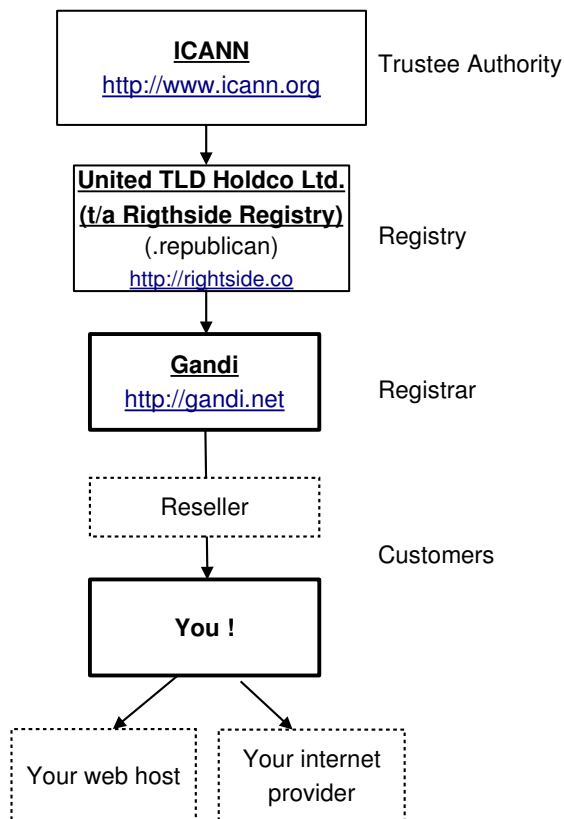 ICANN
http://www.icann.org
Trustee Authority
United TLD Holdco Ltd.
(t/a Rigthside Registry)
(.republican)
http://rightside.co
Registry
Gandi
http://gandi.net
Registrar
Reseller
Customers
You !
Your web host
Your internet
provider